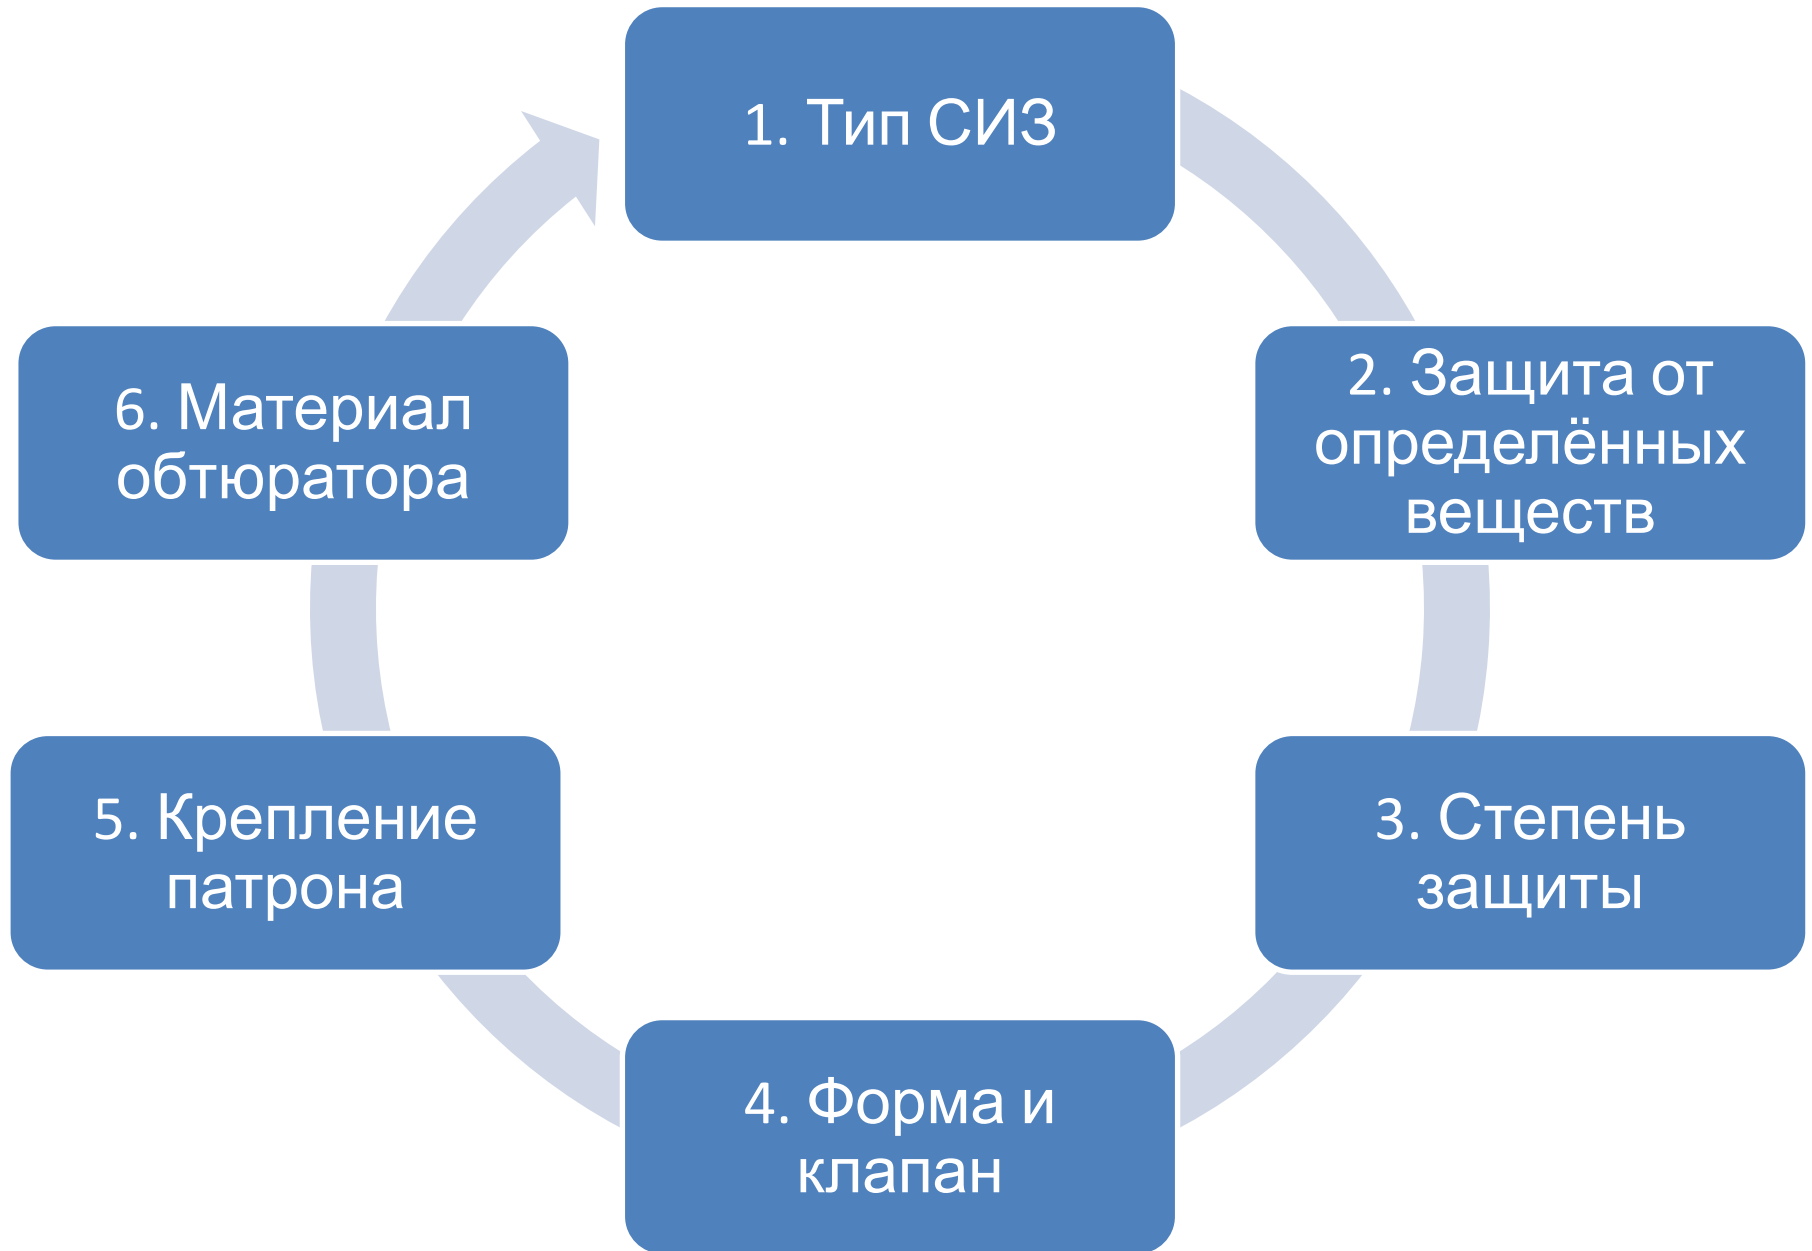 1. Тип СИЗ
2. Защита от
определённых
веществ
3. Степень
защиты
4. Форма и
клапан
5. Крепление
патрона
6. Материал
обтюратора